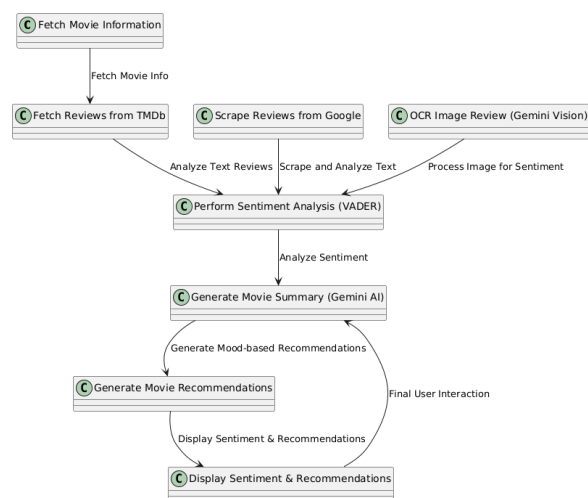 C Fetch Movie Information
Fetch Movie Info
C Fetch Reviews from TMDb
C Scrape Reviews from Google
C OCR Image Review (Gemini Vision)
Analyze Text Reviews
Scrape and Analyze Text
Process Image for Sentiment
C Perform Sentiment Analysis (VADER)
Analyze Sentiment
C Generate Movie Summary (Gemini AI)
Generate Mood-based Recommendations
C Generate Movie Recommendations
Final User Interaction
Display Sentiment & Recommendations
C Display Sentiment & Recommendations